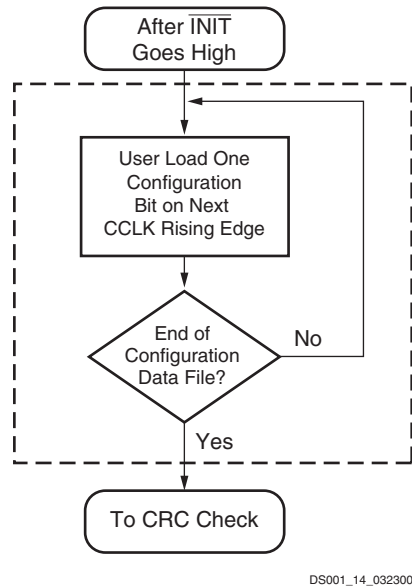 After INIT
Goes High
User Load One
Configuration
Bit on Next
CCLK Rising Edge
End of
Configuration
Data File?
No
Yes
To CRC Check
DS001_14_032300